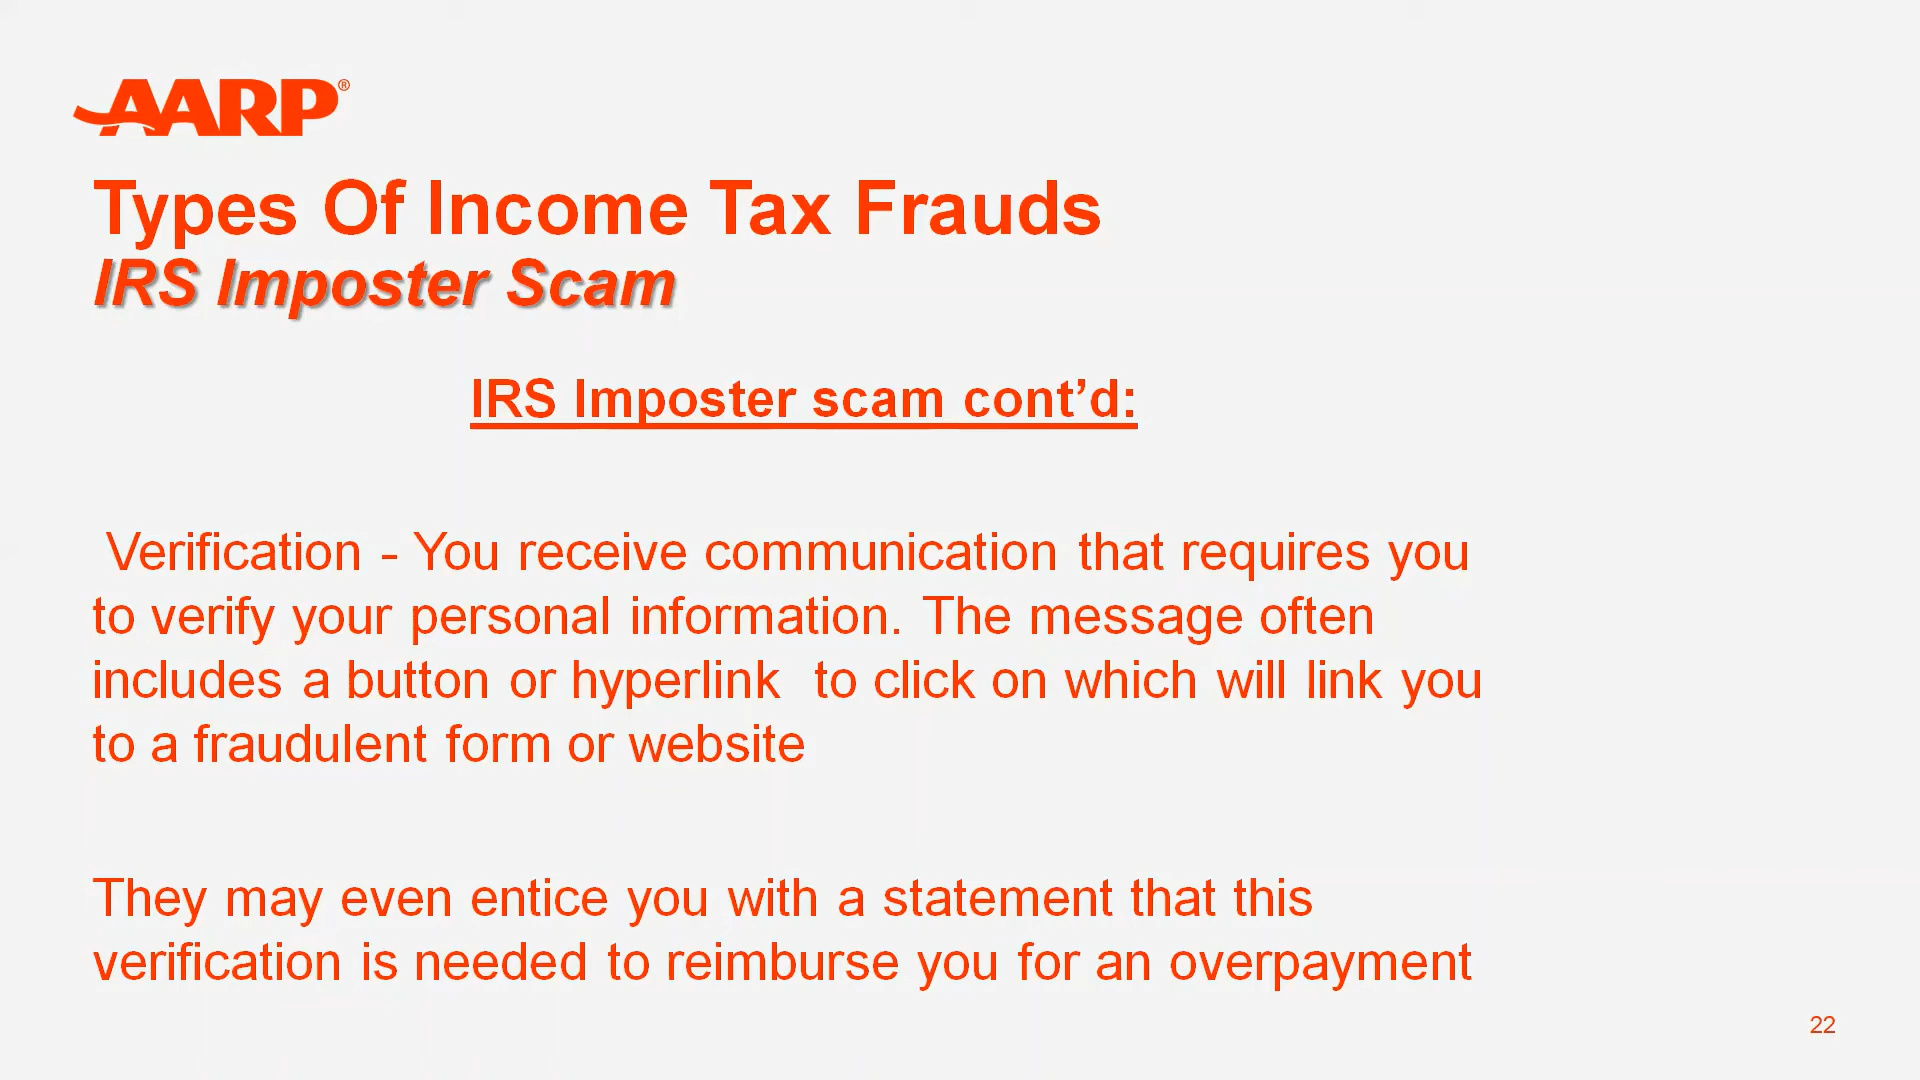 AARP®
Types Of Income Tax Frauds
IRS Imposter Scam
IRS Imposter scam cont’d:
Verification - You receive communication that requires you
to verify your personal information. The message often
includes a button or hyperlink  to click on which will link you
to a fraudulent form or website
They may even entice you with a statement that this
verification is needed to reimburse you for an overpayment
22